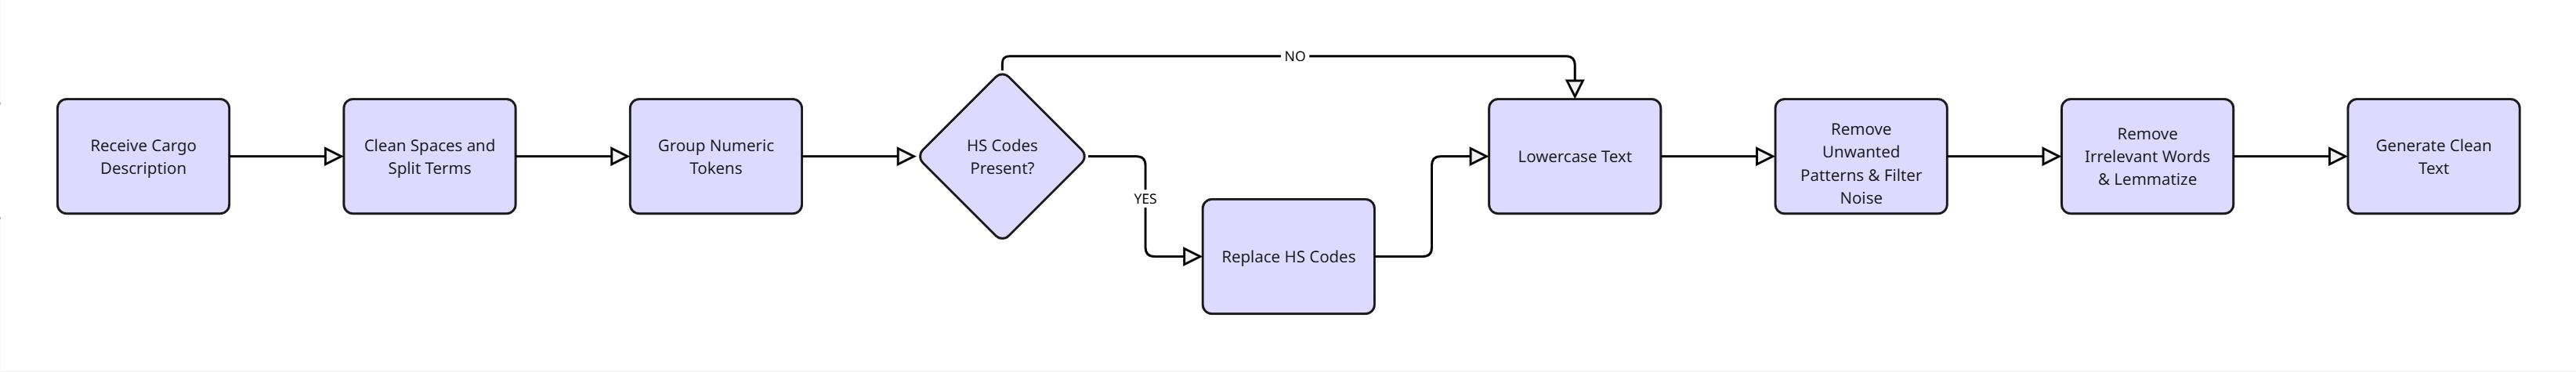 NO
Receive Cargo
Description
Clean Spaces and
Split Terms
Group Numeric
Tokens
HS Codes
Present?
YES
Replace HS Codes
Lowercase Text
Remove
Unwanted
Patterns & Filter
Noise
Remove
Irrelevant Words
& Lemmatize
Generate Clean
Text